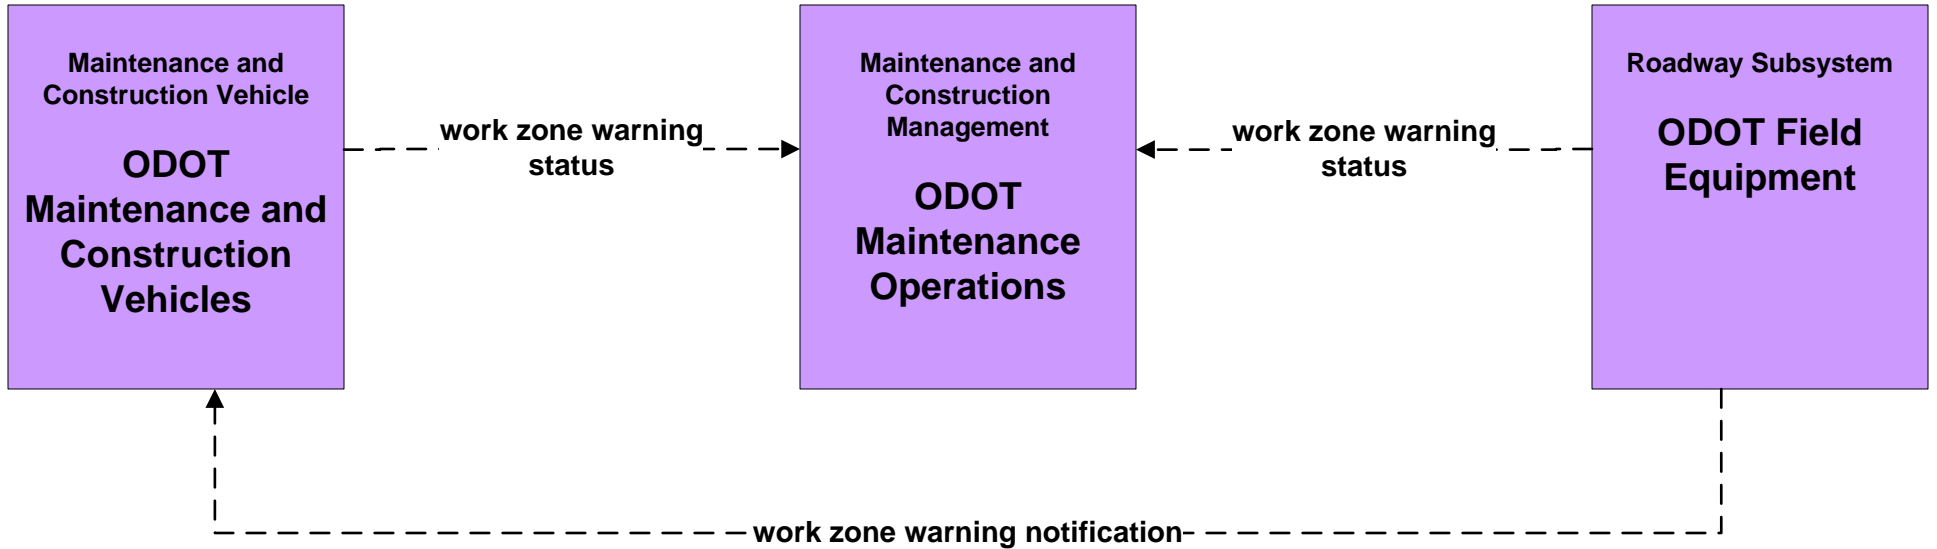 Maintenance and
Construction Vehicle
ODOT
Maintenance and
Construction
Vehicles
work zone warning
status
Maintenance and
Construction
Management
ODOT
Maintenance
Operations
work zone warning
status
Roadway Subsystem
ODOT Field
Equipment
work zone warning notification